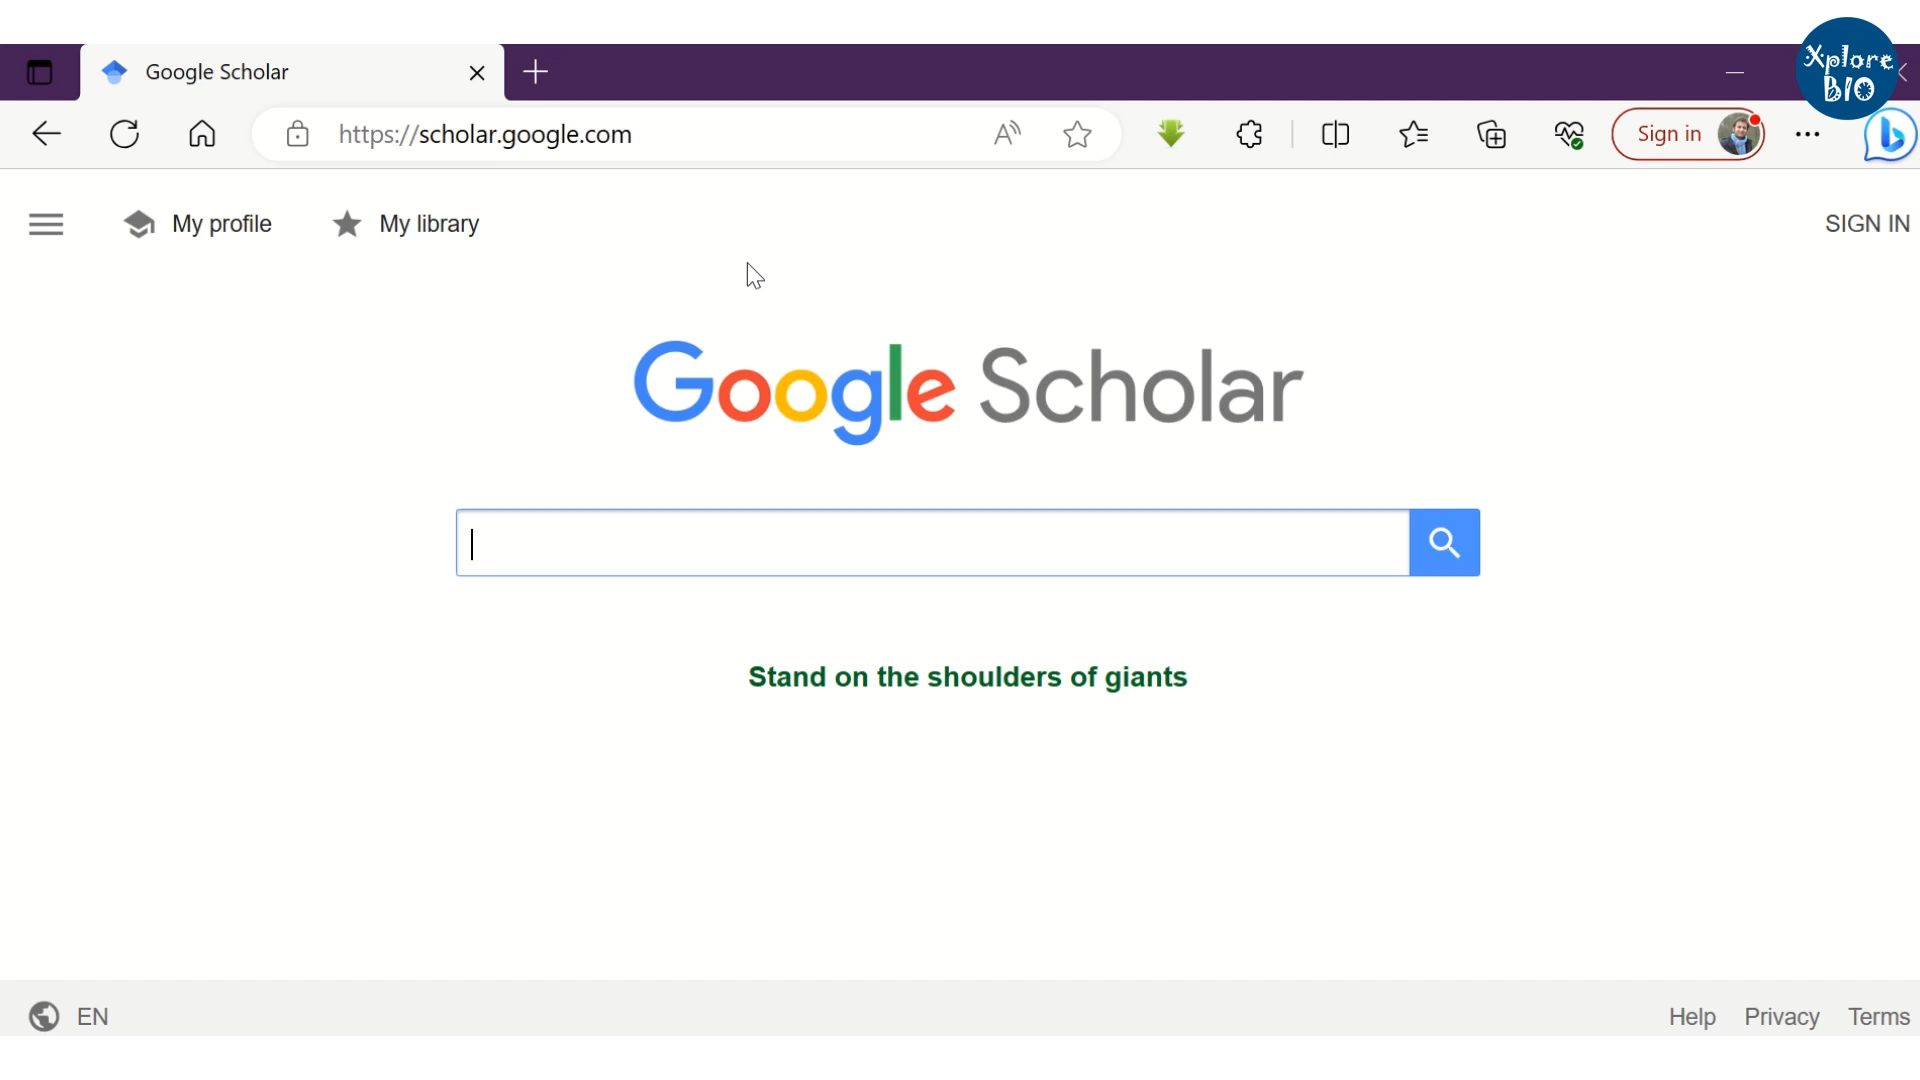 Google Scholar
Xplore
BIO
https://scholar.google.com
Sign in
My profile
My library
SIGN IN
Google Scholar
Stand on the shoulders of giants
EN
Help
Privacy
Terms